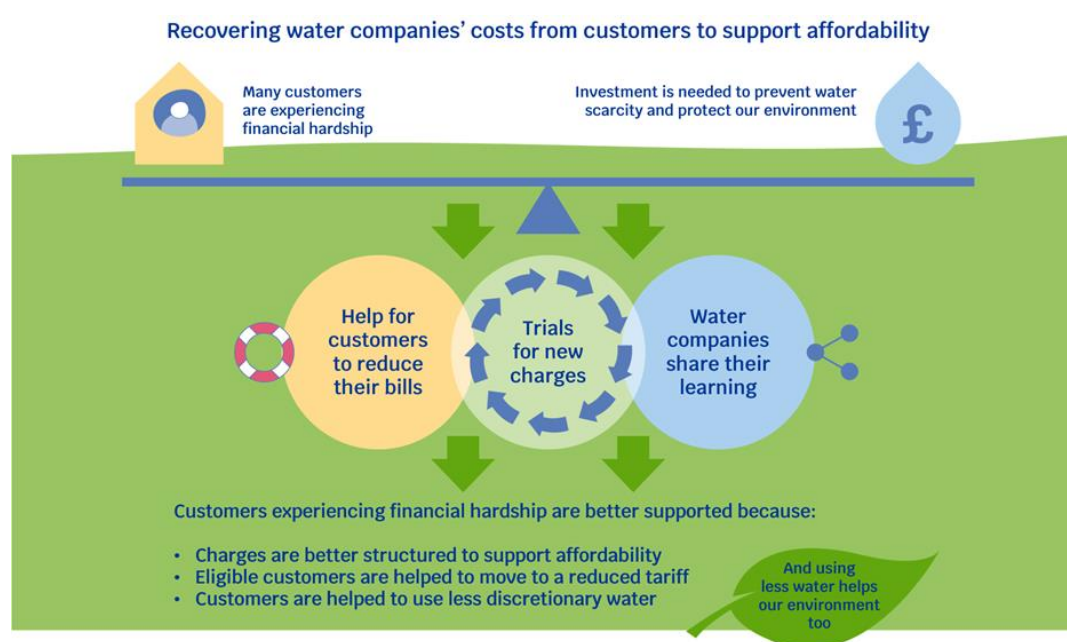 Recovering water companies’ costs from customers to support affordability
Many customers
are experiencing
financial hardship
Investment is needed to prevent water
scarcity and protect our environment
£
Help for
customers
to reduce
their bills
Trials
for new
charges
Water
companies
share their
learning
Customers experiencing financial hardship are better supported because:
• Charges are better structured to support affordability
• Eligible customers are helped to move to a reduced tariff
• Customers are helped to use less discretionary water
And using
less water helps
our environment
too